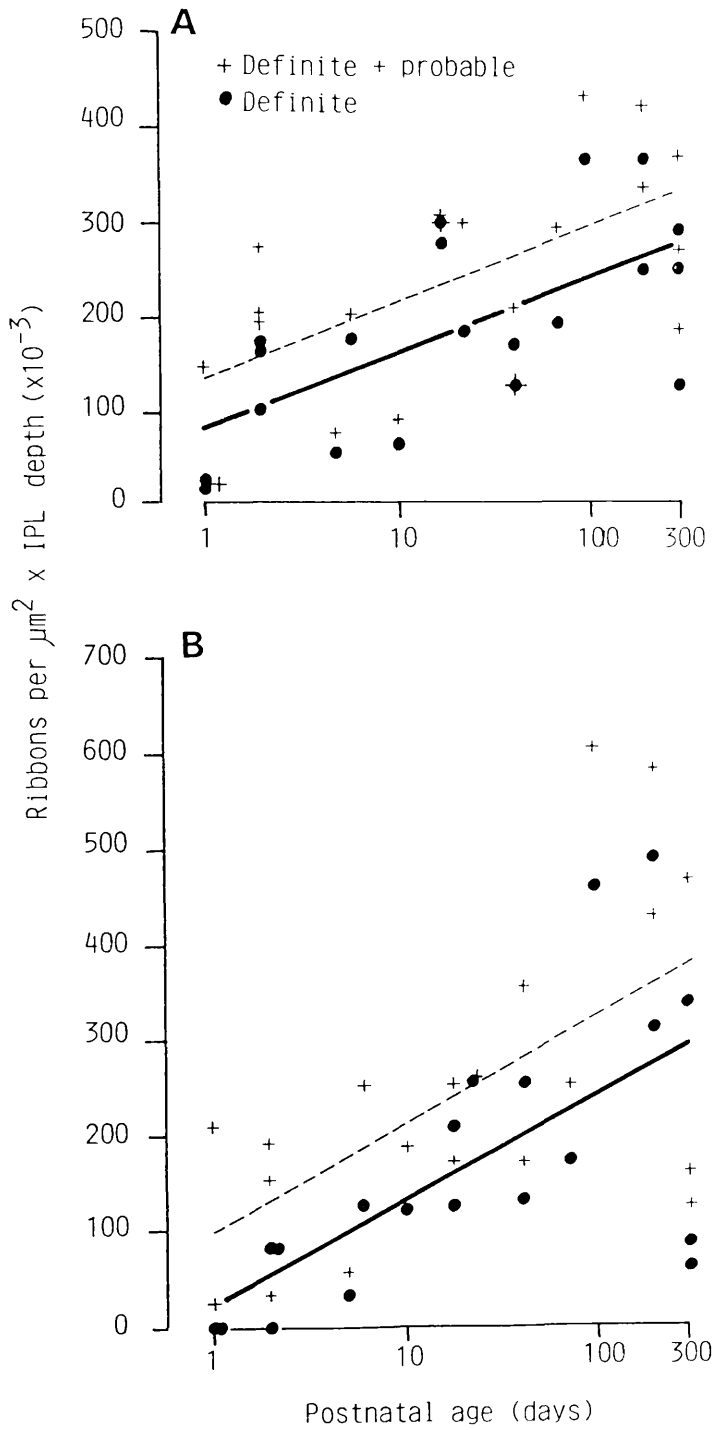 A
500
400
300
200
100
0
+ Definite + probable
● Definite
1 10 100 300
Ribbons per µm² x IPL depth (x10⁻³)
B
700
600
500
400
300
200
100
0
1 10 100 300
Postnatal age (days)